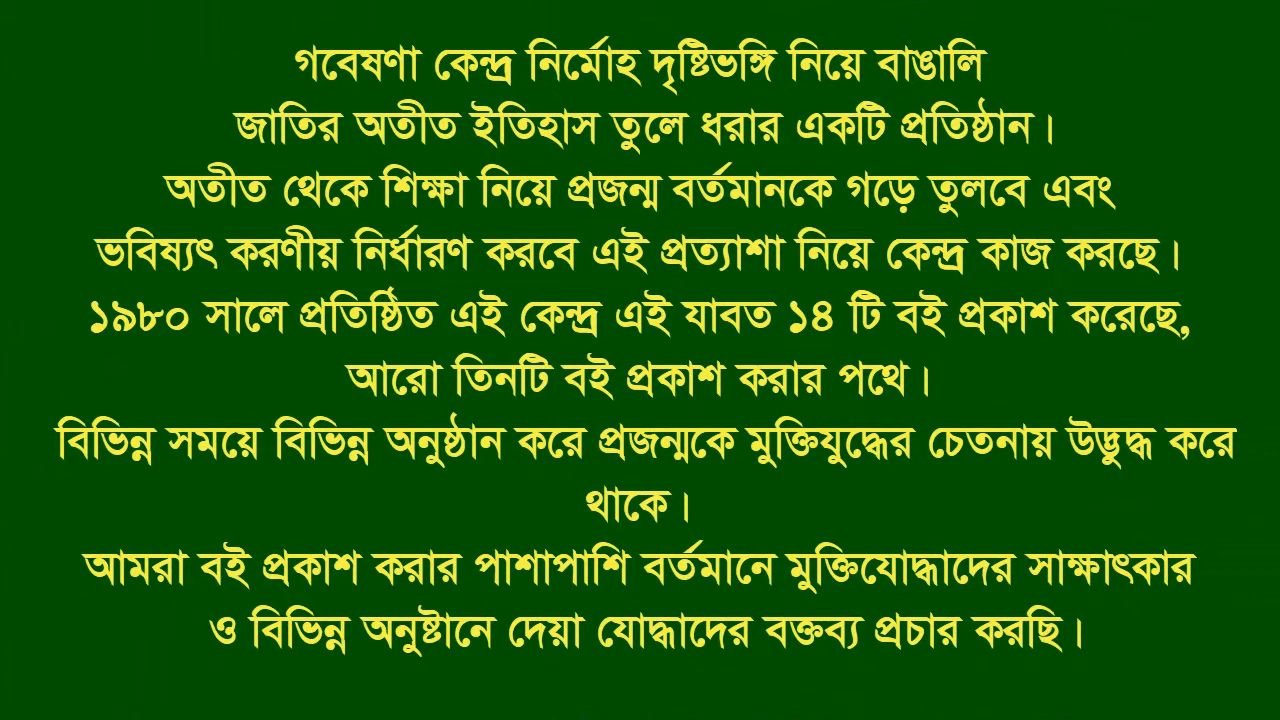 গবেষণা কেন্দ্র নির্মোহ দৃষ্টিভঙ্গি নিয়ে বাঙালি
জাতির অতীত ইতিহাস তুলে ধরার একটি প্রতিষ্ঠান।
অতীত থেকে শিক্ষা নিয়ে প্রজন্ম বর্তমানকে গড়ে তুলবে এবং
ভবিষ্যৎ করণীয় নির্ধারণ করবে এই প্রত্যাশা নিয়ে কেন্দ্র কাজ করছে।
১৯৮০ সালে প্রতিষ্ঠিত এই কেন্দ্র এই যাবত ১৪ টি বই প্রকাশ করেছে,
আরো তিনটি বই প্রকাশ করার পথে।
বিভিন্ন সময়ে বিভিন্ন অনুষ্ঠান করে প্রজন্মকে মুক্তিযুদ্ধের চেতনায় উদ্ভুদ্ধ করে
থাকে।
আমরা বই প্রকাশ করার পাশাপাশি বর্তমানে মুক্তিযোদ্ধাদের সাক্ষাৎকার
ও বিভিন্ন অনুষ্টানে দেয়া যোদ্ধাদের বক্তব্য প্রচার করছি।